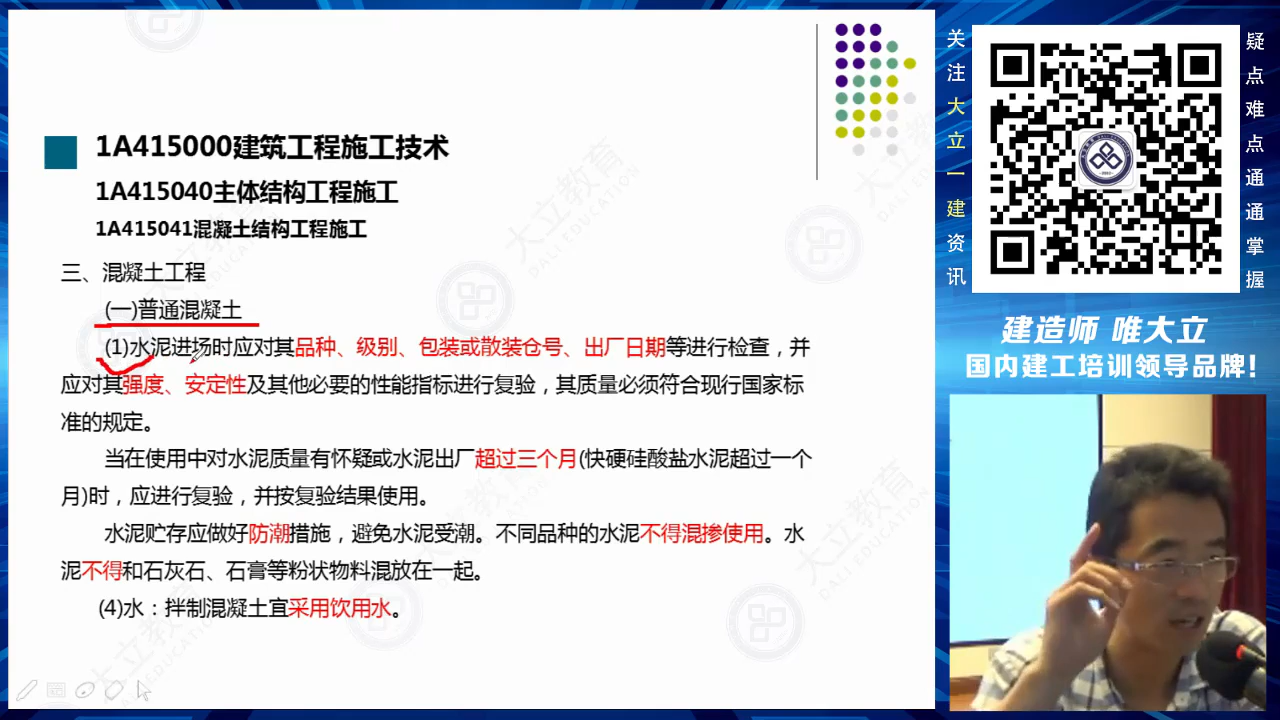 1A415000建筑工程施工技术
1A415040主体结构工程施工
1A415041混凝土结构工程施工
三、混凝土工程
(一)普通混凝土
(1)水泥进场时应对其品种、级别、包装或散装仓号、出厂日期等进行检查，并
应对其强度、安定性及其他必要的性能指标进行复验，其质量必须符合现行国家标
准的规定。
当在使用中对水泥质量有怀疑或水泥出厂超过三个月(快硬硅酸盐水泥超过一个
月)时，应进行复验，并按复验结果使用。
水泥贮存应做好防潮措施，避免水泥受潮。不同品种的水泥不得混掺使用。水
泥不得和石灰石、石膏等粉状物料混放在一起。
(4)水：拌制混凝土宜采用饮用水。
关注大立一建资讯
疑点难点通通掌握
建造师 唯大立
国内建工培训领导品牌!
大立教育
DALI EDUCATION
大立教育
DALI EDUCATION